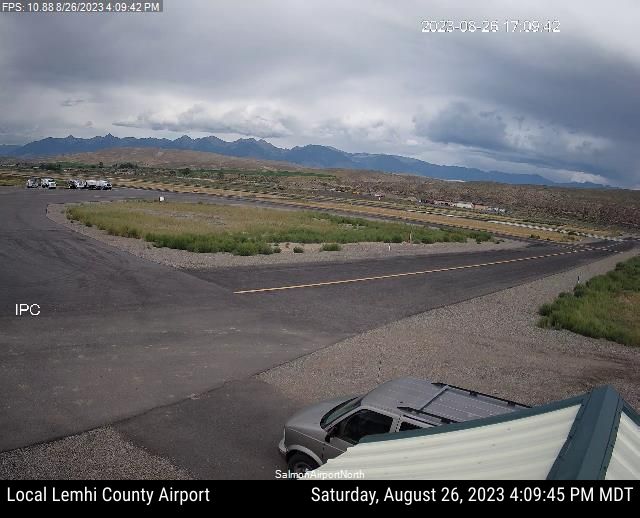 FPS: 10.88 8/26/2023 4:09:42 PM
2023-08-26 17:09:42
IPC
SalmonAirportNorth
Local Lemhi County Airport
Saturday, August 26, 2023 4:09:45 PM MDT